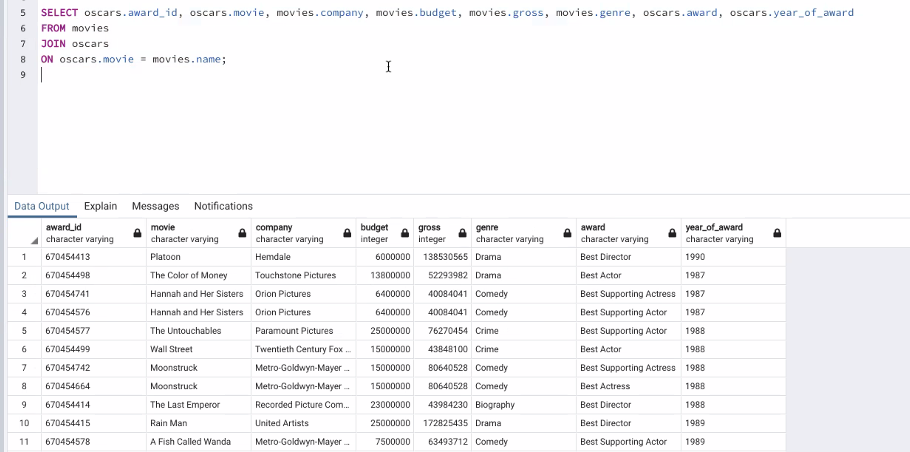 5 SELECT oscars.award_id, oscars.movie, movies.company, movies.budget, movies.gross, movies.genre, oscars.award, oscars.year_of_award
6 FROM movies
7 JOIN oscars
8 ON oscars.movie = movies.name;
9
Data Output Explain Messages Notifications
award_id movie company budget gross genre award year_of_award
character varying character varying character varying integer integer character varying character varying character varying
1 670454413 Platoon Hemdale 6000000 138530565 Drama Best Director 1990
2 670454498 The Color of Money Touchstone Pictures 13800000 52293982 Drama Best Actor 1987
3 670454741 Hannah and Her Sisters Orion Pictures 6400000 40084041 Comedy Best Supporting Actress 1987
4 670454576 Hannah and Her Sisters Orion Pictures 6400000 40084041 Comedy Best Supporting Actor 1987
5 670454577 The Untouchables Paramount Pictures 25000000 76270454 Crime Best Supporting Actor 1988
6 670454499 Wall Street Twentieth Century Fox ... 15000000 43848100 Crime Best Actor 1988
7 670454742 Moonstruck Metro-Goldwyn-Mayer ... 15000000 80640528 Comedy Best Supporting Actress 1988
8 670454664 Moonstruck Metro-Goldwyn-Mayer ... 15000000 80640528 Comedy Best Actress 1988
9 670454414 The Last Emperor Recorded Picture Com... 23000000 43984230 Biography Best Director 1988
10 670454415 Rain Man United Artists 25000000 172825435 Drama Best Director 1989
11 670454578 A Fish Called Wanda Metro-Goldwyn-Mayer ... 7500000 63493712 Comedy Best Supporting Actor 1989